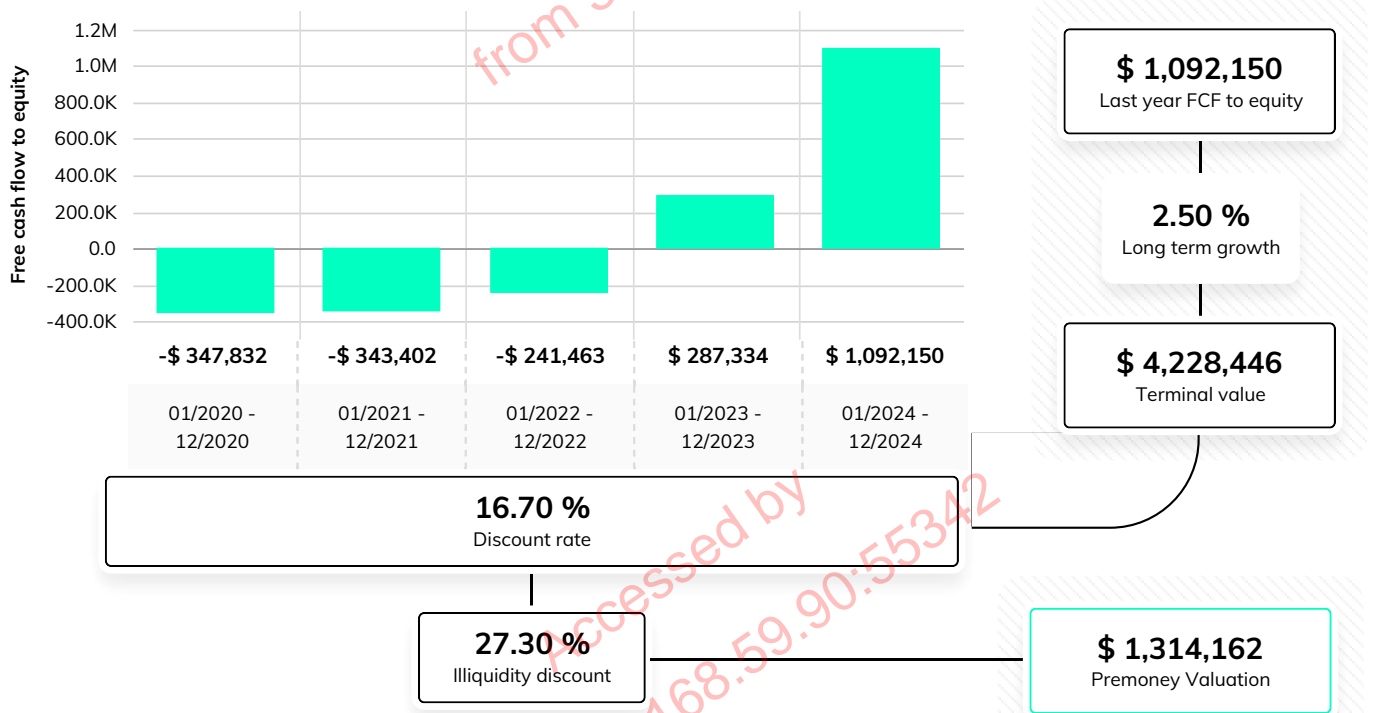 Free cash flow to equity
1.2M
1.0M
800.0K
600.0K
400.0K
200.0K
0.0
-200.0K
-400.0K
-$ 347,832
-$ 343,402
-$ 241,463
$ 287,334
$ 1,092,150
01/2020 -
12/2020
01/2021 -
12/2021
01/2022 -
12/2022
01/2023 -
12/2023
01/2024 -
12/2024
$ 1,092,150
Last year FCF to equity
2.50 %
Long term growth
$ 4,228,446
Terminal value
16.70 %
Discount rate
27.30 %
Illiquidity discount
$ 1,314,162
Premoney Valuation
from
Accessed by
168.59.90:55342